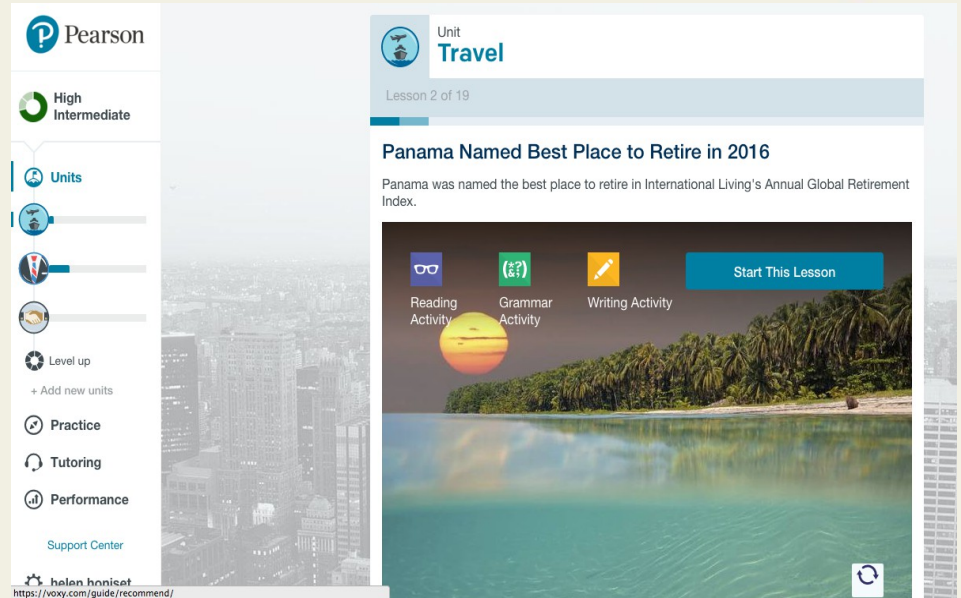 Pearson
High
Intermediate
Units
Level up
+ Add new units
Practice
Tutoring
Performance
Support Center
helen honiset
https://voxy.com/guide/recommend/
Unit
Travel
Lesson 2 of 19
Panama Named Best Place to Retire in 2016
Panama was named the best place to retire in International Living's Annual Global Retirement
Index.
Reading
Activity
Grammar
Activity
Writing Activity
Start This Lesson